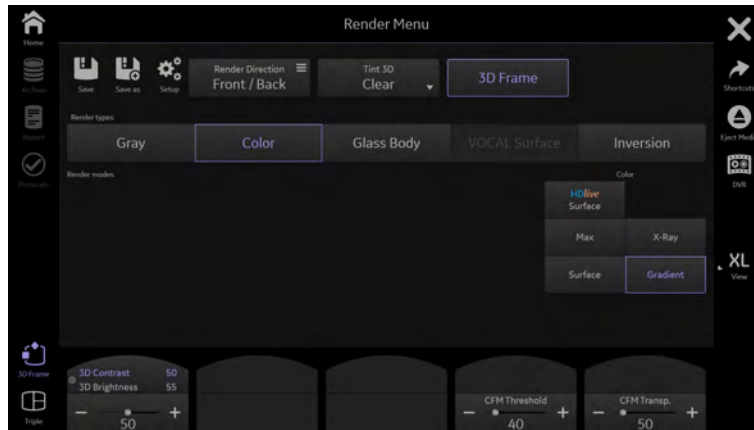 Render Menu
Home
Archive
Report
Protocols
Save
Save as
Setup
Render Direction
Front / Back
Tint 3D
Clear
3D Frame
Shortcuts
Eject Media
DVR
XL
View
Render types
Gray
Color
Glass Body
VOCAL Surface
Inversion
Render modes
Color
HDlive
Surface
Max
X-Ray
Surface
Gradient
3D Frame
Triple
3D Contrast 50
3D Brightness 55
50
CFM Threshold
40
CFM Transp.
50